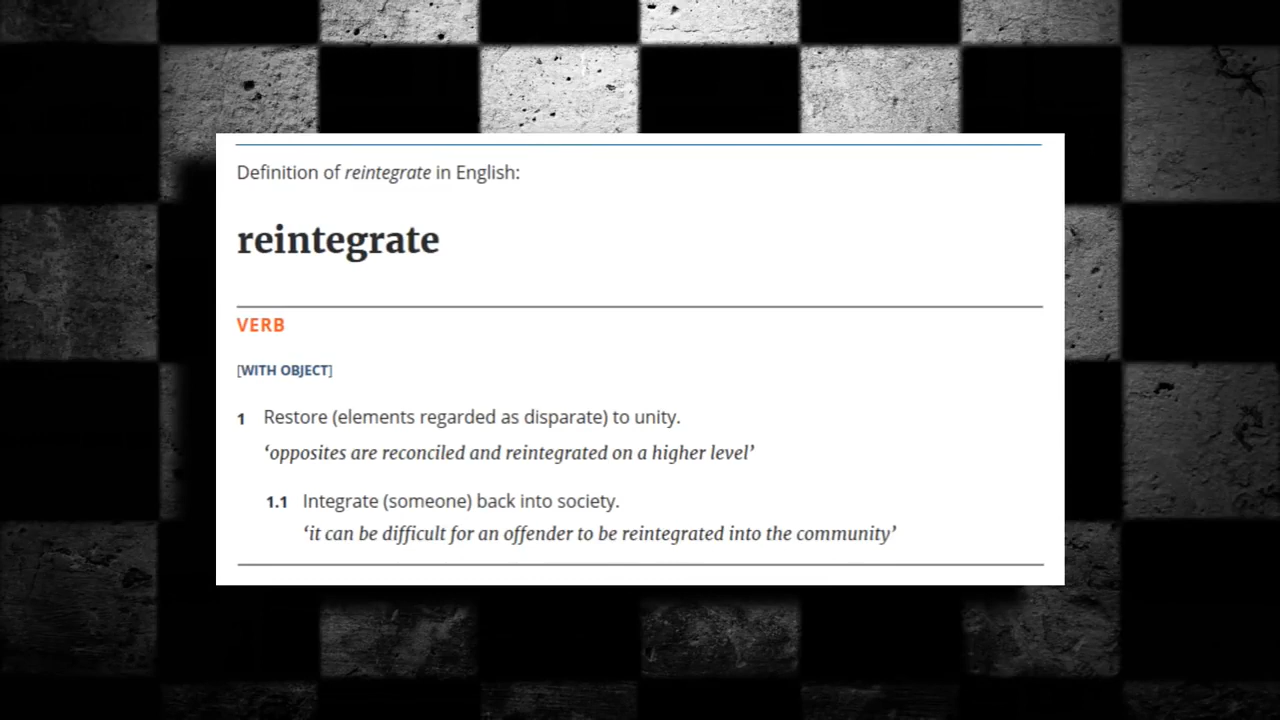 Definition of reintegrate in English:
reintegrate
VERB
[WITH OBJECT]
1 Restore (elements regarded as disparate) to unity.
‘opposites are reconciled and reintegrated on a higher level’
1.1 Integrate (someone) back into society.
‘it can be difficult for an offender to be reintegrated into the community’